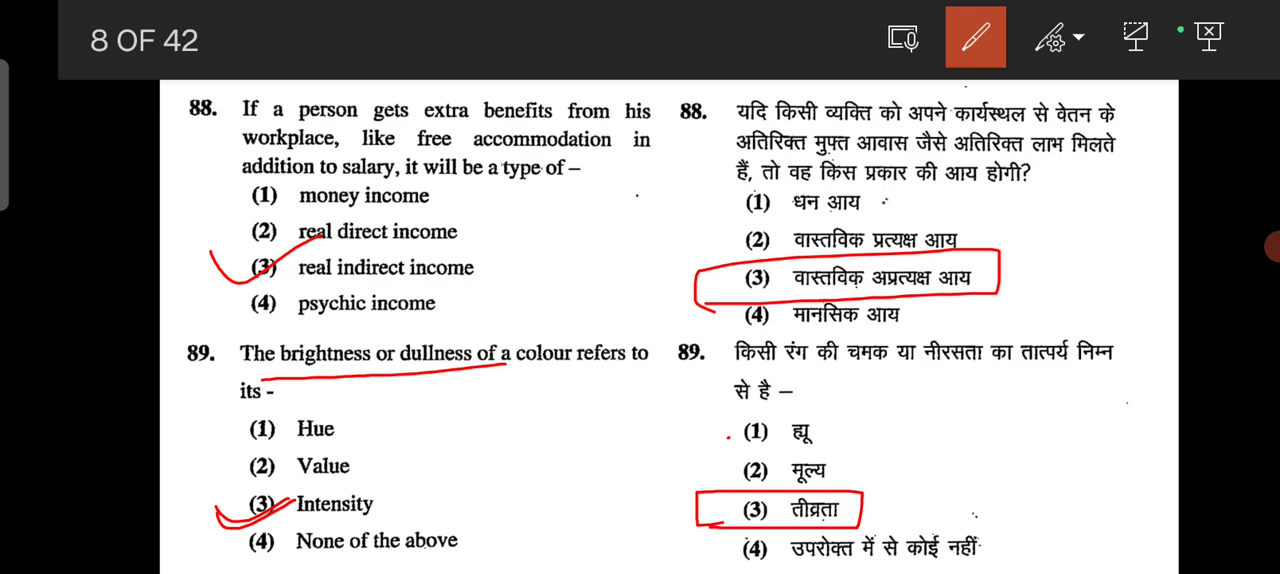 8 OF 42
88. If a person gets extra benefits from his
workplace, like free accommodation in
addition to salary, it will be a type of –
(1) money income
(2) real direct income
(3) real indirect income
(4) psychic income
89. The brightness or dullness of a colour refers to
its -
(1) Hue
(2) Value
(3) Intensity
(4) None of the above
88. यदि किसी व्यक्ति को अपने कार्यस्थल से वेतन के
अतिरिक्त मुफ्त आवास जैसे अतिरिक्त लाभ मिलते
हैं, तो वह किस प्रकार की आय होगी?
(1) धन आय
(2) वास्तविक प्रत्यक्ष आय
(3) वास्तविक अप्रत्यक्ष आय
(4) मानसिक आय
89. किसी रंग की चमक या नीरसता का तात्पर्य निम्न
से है –
(1) ह्यू
(2) मूल्य
(3) तीव्रता
(4) उपरोक्त में से कोई नहीं